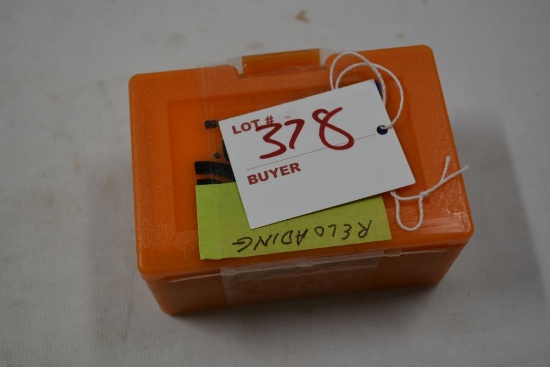 LOT # 378
BUYER
RELOADING